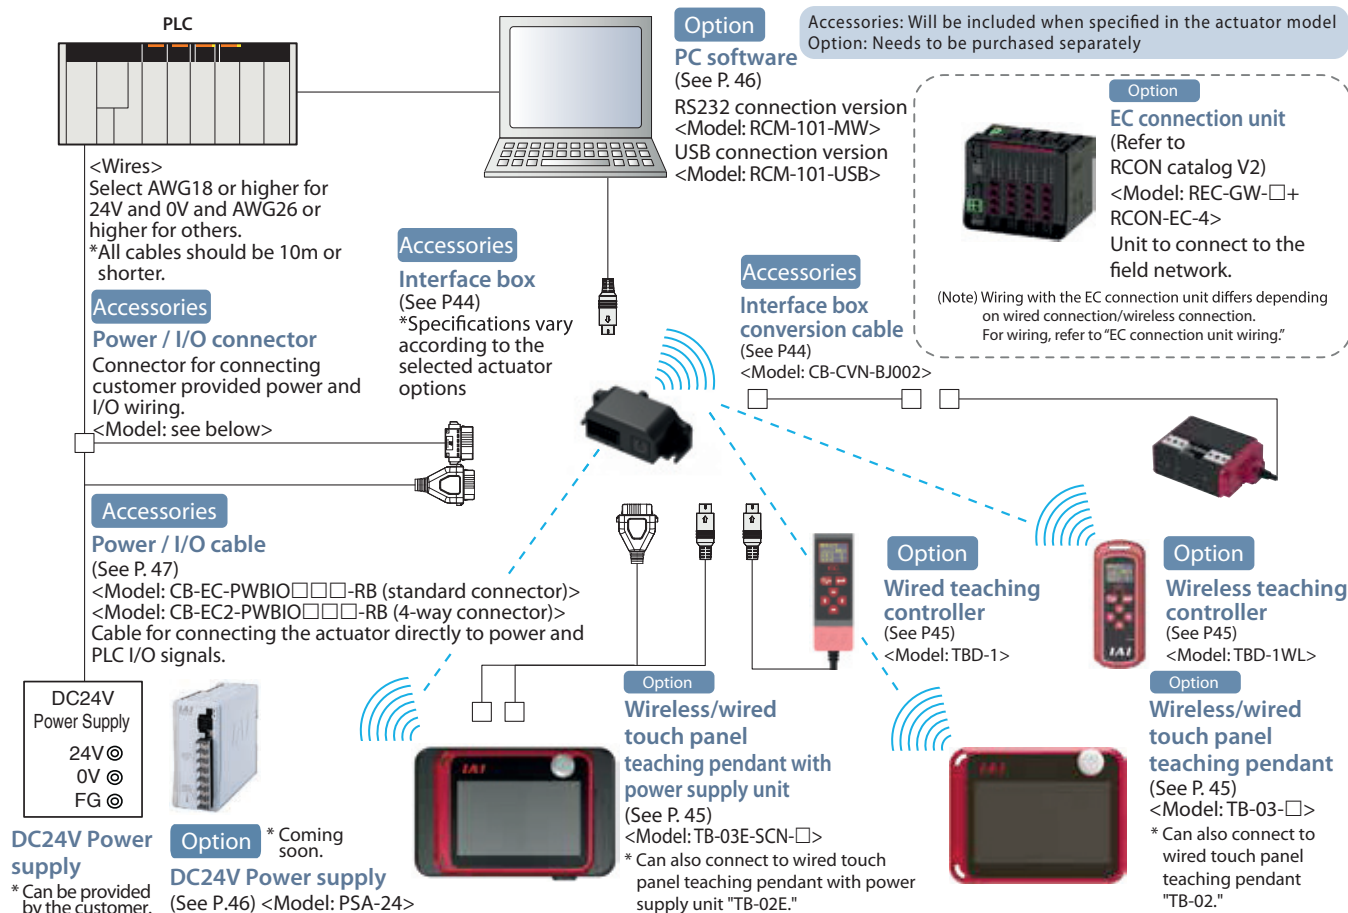 PLC
Option
PC software
(See P. 46)
RS232 connection version
<Model: RCM-101-MW>
USB connection version
<Model: RCM-101-USB>
Accessories: Will be included when specified in the actuator model
Option: Needs to be purchased separately
Option
EC connection unit
(Refer to
RCON catalog V2)
<Model: REC-GW-□+
RCON-EC-4>
Unit to connect to the
field network.
(Note) Wiring with the EC connection unit differs depending
on wired connection/wireless connection.
For wiring, refer to “EC connection unit wiring.”
<Wires>
Select AWG18 or higher for
24V and 0V and AWG26 or
higher for others.
*All cables should be 10m or
shorter.
Accessories
Power / I/O connector
Connector for connecting
customer provided power and
I/O wiring.
<Model: see below>
Accessories
Interface box
(See P44)
*Specifications vary
according to the
selected actuator
options
Accessories
Interface box
conversion cable
(See P44)
<Model: CB-CVN-BJ002>
Accessories
Power / I/O cable
(See P. 47)
<Model: CB-EC-PWBIO□□□-RB (standard connector)>
<Model: CB-EC2-PWBIO□□□-RB (4-way connector)>
Cable for connecting the actuator directly to power and
PLC I/O signals.
Option
Wired teaching
controller
(See P45)
<Model: TBD-1>
Option
Wireless teaching
controller
(See P45)
<Model: TBD-1WL>
IAI
DC24V
Power Supply
24V
0V
FG
DC24V Power
supply
* Can be provided
by the customer.
IAI
Option
* Coming
soon.
DC24V Power supply
(See P.46) <Model: PSA-24>
IAI
Option
Wireless/wired
touch panel
teaching pendant with
power supply unit
(See P. 45)
<Model: TB-03E-SCN-□>
* Can also connect to wired touch
panel teaching pendant with power
supply unit "TB-02E."
IAI
Option
Wireless/wired
touch panel
teaching pendant
(See P. 45)
<Model: TB-03-□>
* Can also connect to
wired touch panel
teaching pendant
"TB-02."